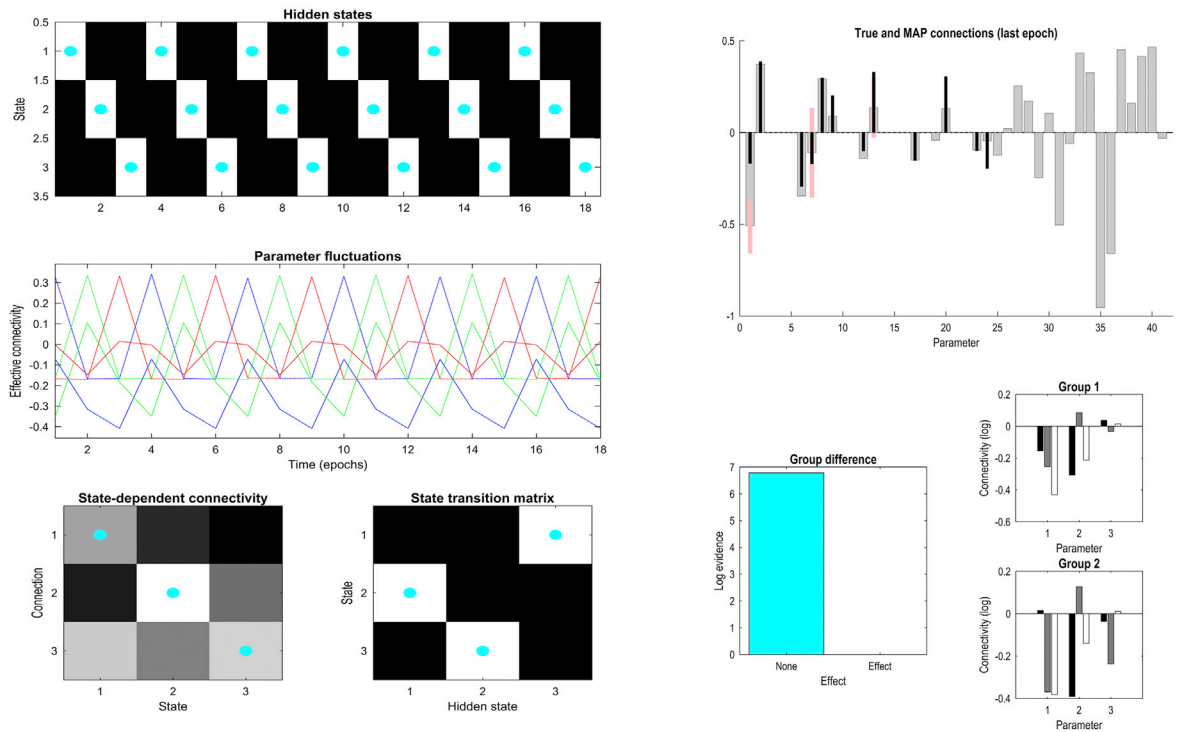 Hidden states
0.5
1
1.5
2
2.5
3
3.5
State
2 4 6 8 10 12 14 16 18
Parameter fluctuations
0.3
0.2
0.1
0
-0.1
-0.2
-0.3
-0.4
Effective connectivity
2 4 6 8 10 12 14 16 18
Time (epochs)
State-dependent connectivity
1
2
3
Connection
1 2 3
State
State transition matrix
1
2
3
State
1 2 3
Hidden state
True and MAP connections (last epoch)
0.5
0
-0.5
-1
0 5 10 15 20 25 30 35 40
Parameter
Group difference
7
6
5
4
3
2
1
0
Log evidence
None Effect
Effect
Group 1
0.2
0
-0.2
-0.4
-0.6
Connectivity (log)
1 2 3
Parameter
Group 2
0.2
0
-0.2
-0.4
Connectivity (log)
1 2 3
Parameter